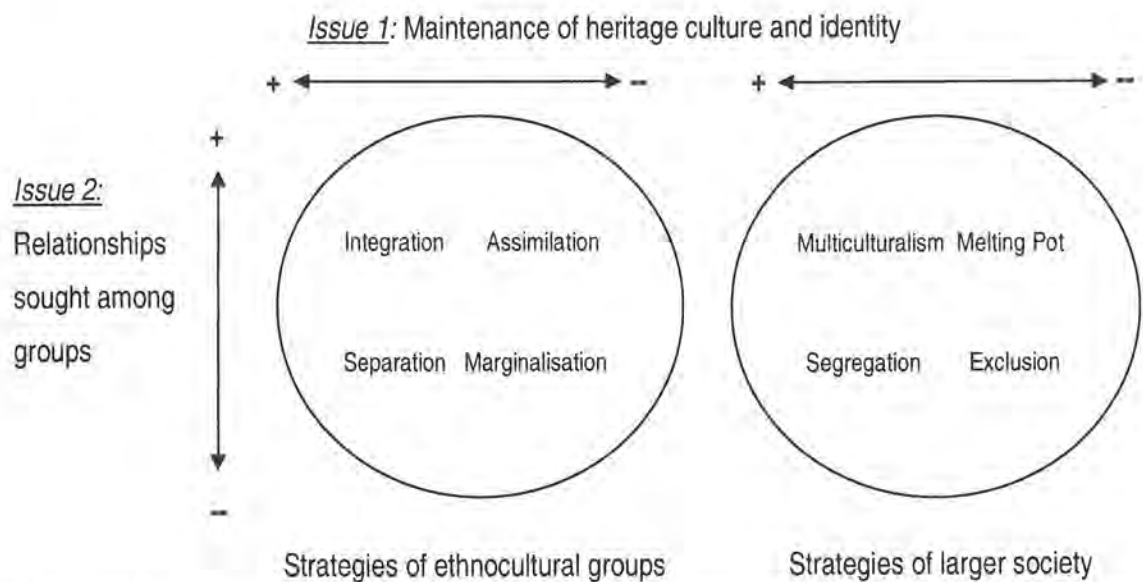 Issue 1: Maintenance of heritage culture and identity
+ -- + --
+
Issue 2:
Relationships
sought among
groups
--
Integration Assimilation
Separation Marginalisation
Multiculturalism Melting Pot
Segregation Exclusion
Strategies of ethnocultural groups
Strategies of larger society